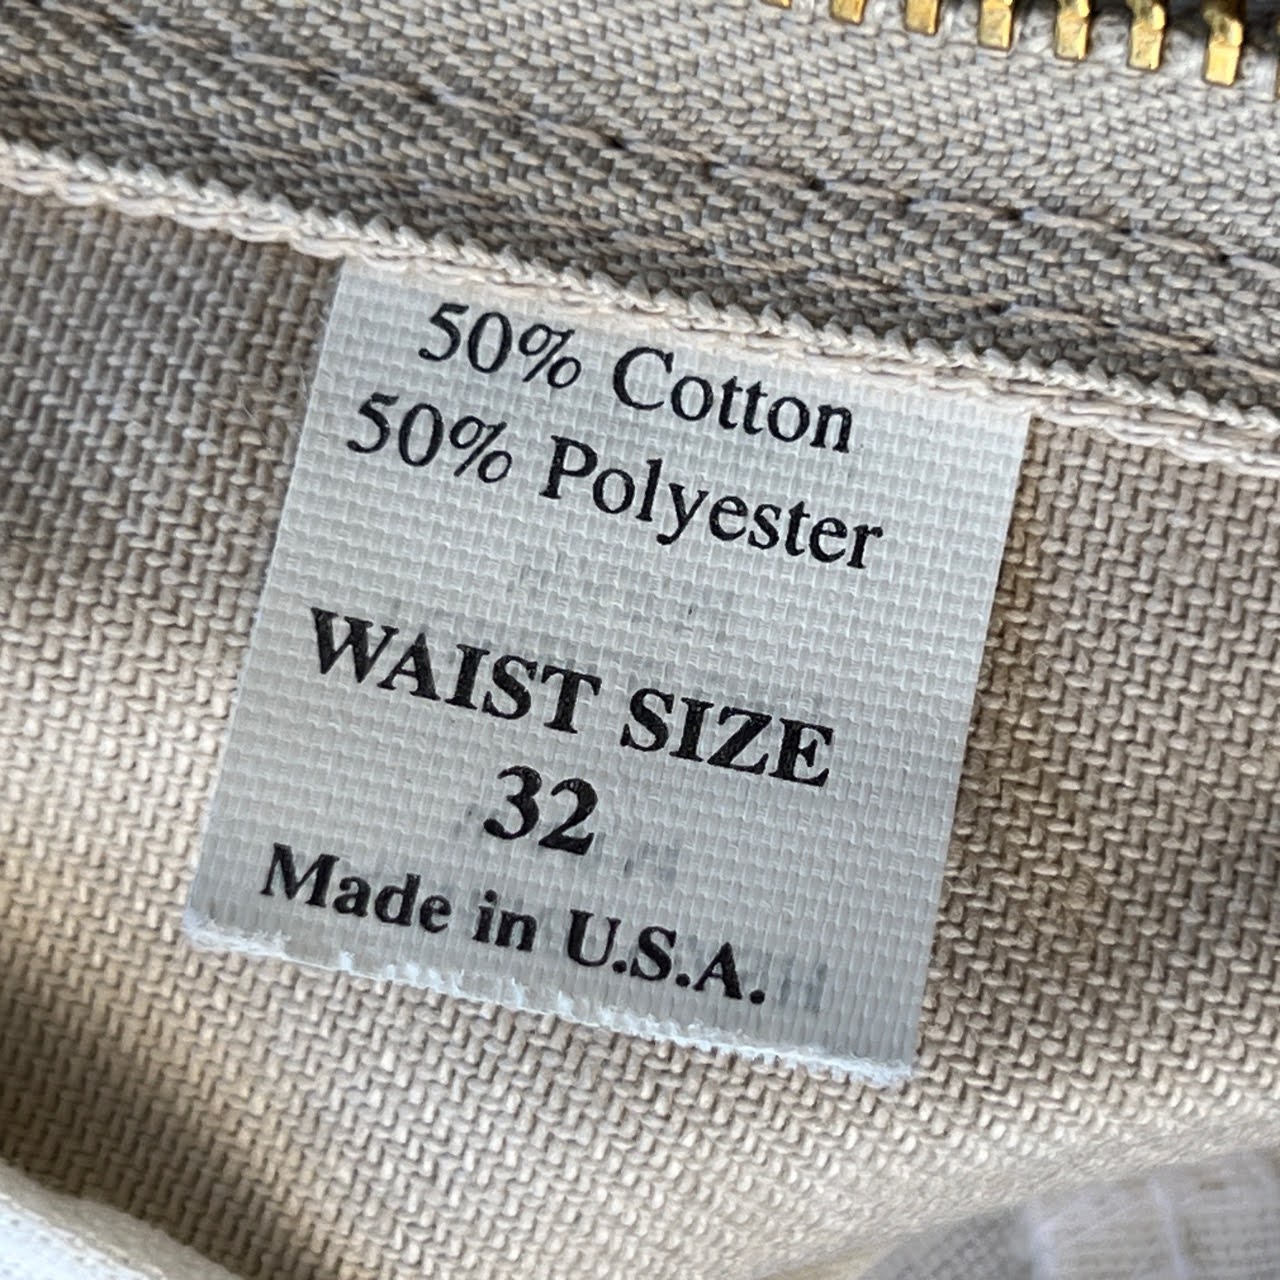 50% Cotton
50% Polyester
WAIST SIZE
32
Made in U.S.A.